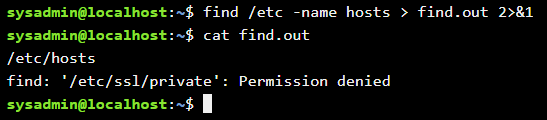 sysadmin@localhost:~$ find /etc -name hosts > find.out 2>&1
sysadmin@localhost:~$ cat find.out
/etc/hosts
find: '/etc/ssl/private': Permission denied
sysadmin@localhost:~$